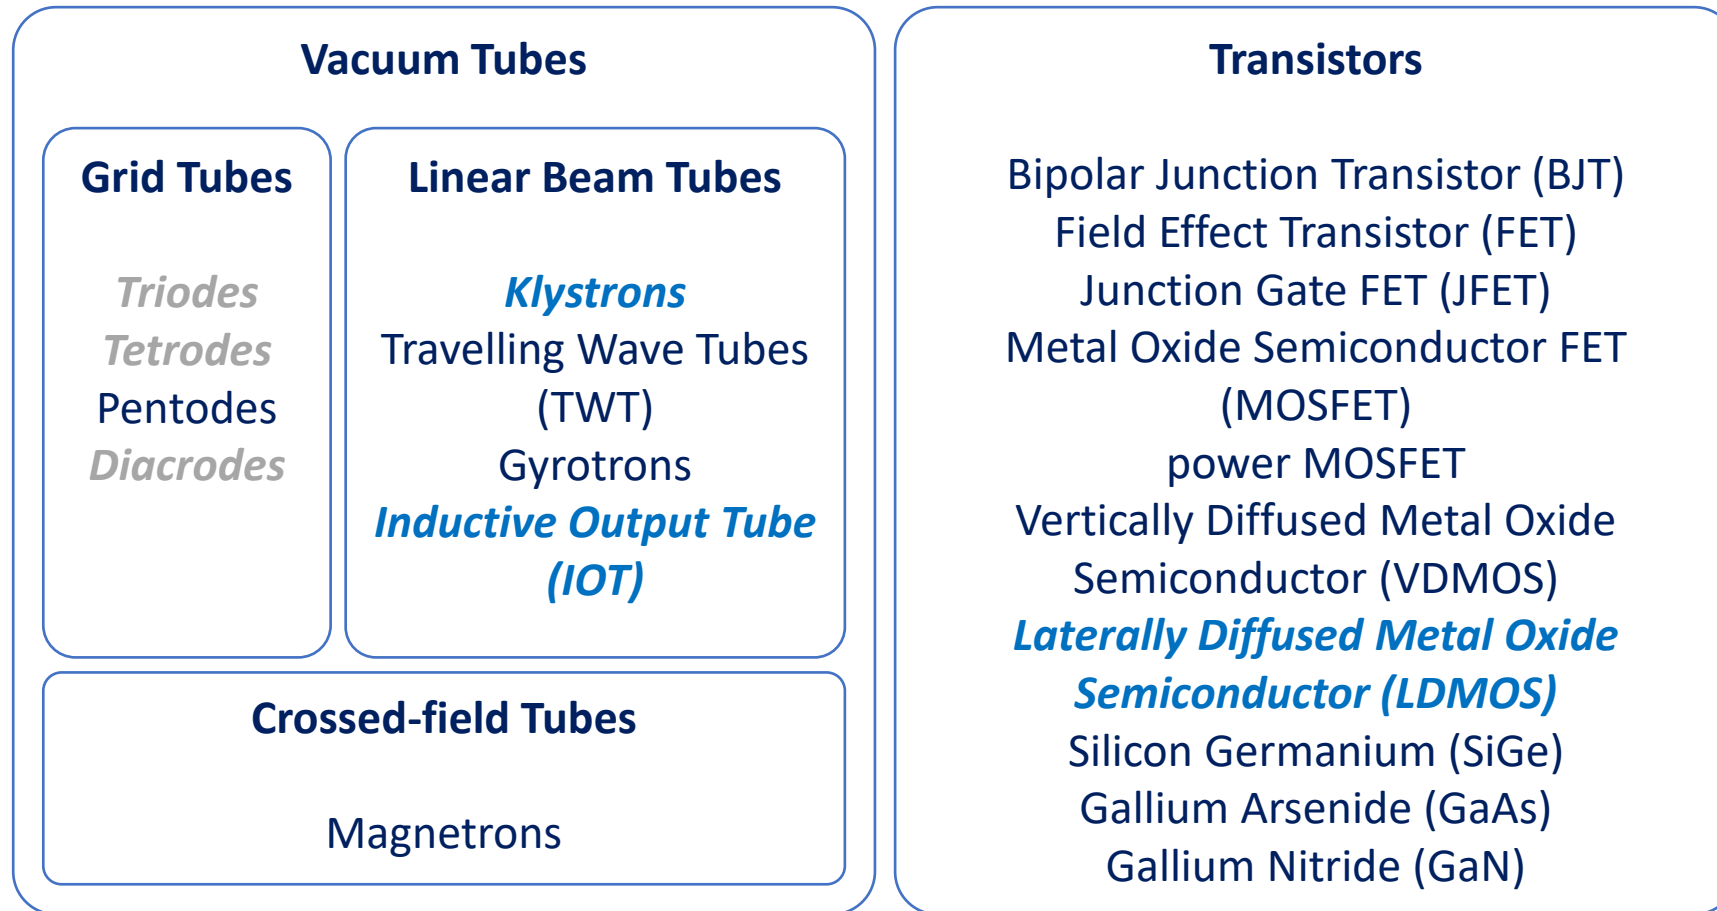 Vacuum Tubes
Grid Tubes
Triodes
Tetrodes
Pentodes
Diacrodes
Linear Beam Tubes
Klystrons
Travelling Wave Tubes
(TWT)
Gyrotrons
Inductive Output Tube
(IOT)
Crossed-field Tubes
Magnetrons
Transistors
Bipolar Junction Transistor (BJT)
Field Effect Transistor (FET)
Junction Gate FET (JFET)
Metal Oxide Semiconductor FET
(MOSFET)
power MOSFET
Vertically Diffused Metal Oxide
Semiconductor (VDMOS)
Laterally Diffused Metal Oxide
Semiconductor (LDMOS)
Silicon Germanium (SiGe)
Gallium Arsenide (GaAs)
Gallium Nitride (GaN)